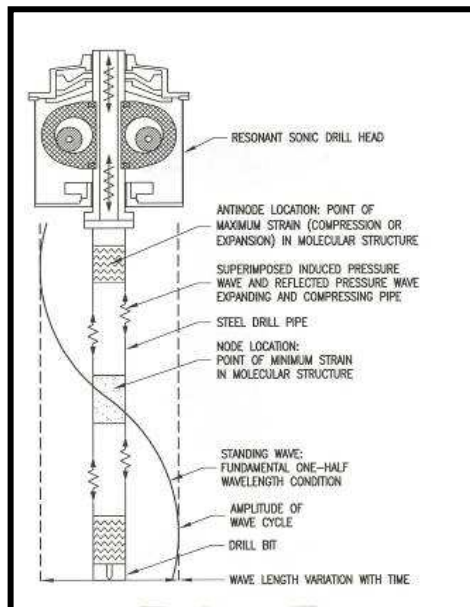 RESONANT SONIC DRILL HEAD
ANTINODE LOCATION: POINT OF
MAXIMUM STRAIN (COMPRESSION OR
EXPANSION) IN MOLECULAR STRUCTURE
SUPERIMPOSED INDUCED PRESSURE
WAVE AND REFLECTED PRESSURE WAVE
EXPANDING AND COMPRESSING PIPE
STEEL DRILL PIPE
NODE LOCATION:
POINT OF MINIMUM STRAIN
IN MOLECULAR STRUCTURE
STANDING WAVE:
FUNDAMENTAL ONE-HALF
WAVELENGTH CONDITION
AMPLITUDE OF
WAVE CYCLE
DRILL BIT
WAVE LENGTH VARIATION WITH TIME